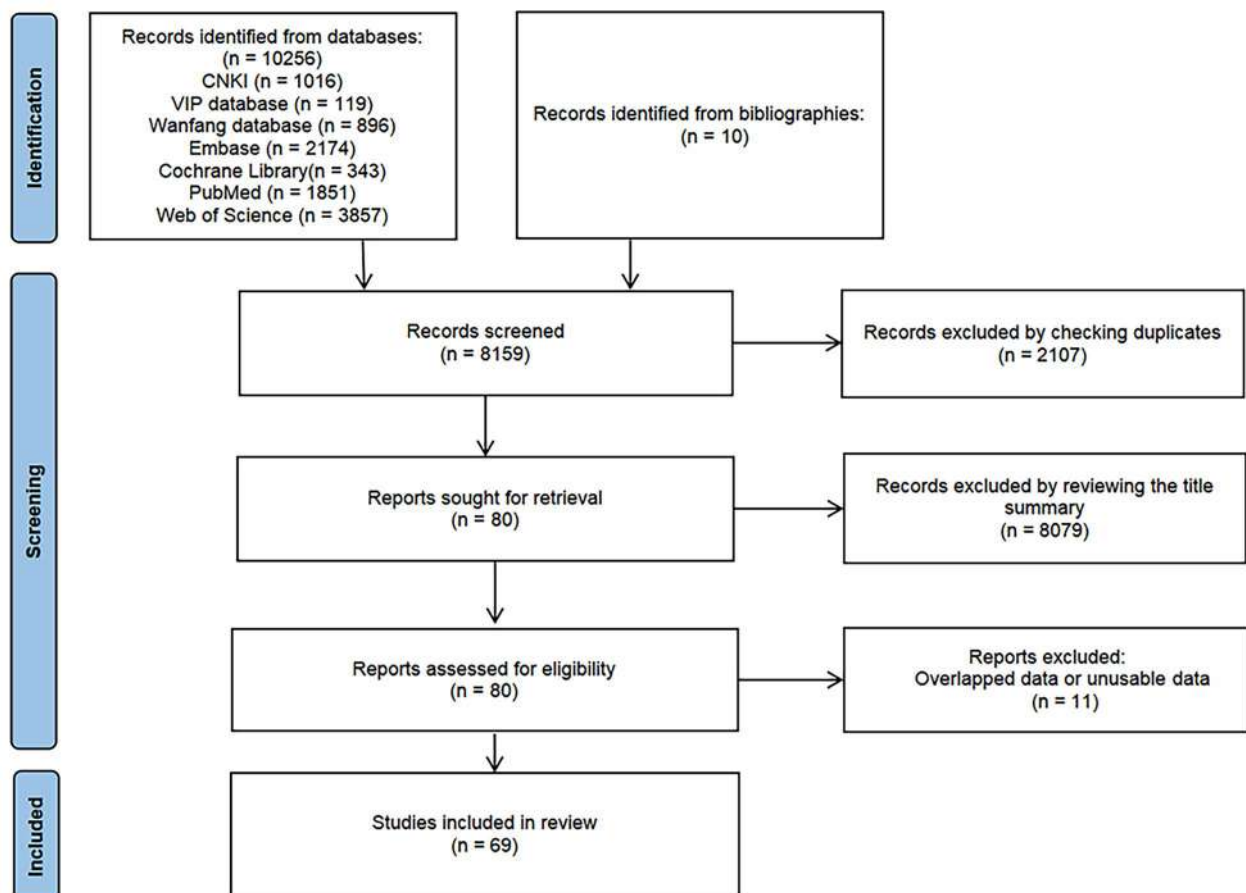 Identification
Records identified from databases:
(n = 10256)
CNKI (n = 1016)
VIP database (n = 119)
Wanfang database (n = 896)
Embase (n = 2174)
Cochrane Library(n = 343)
PubMed (n = 1851)
Web of Science (n = 3857)
Records identified from bibliographies:
(n = 10)
Screening
Records screened
(n = 8159)
Records excluded by checking duplicates
(n = 2107)
Reports sought for retrieval
(n = 80)
Records excluded by reviewing the title
summary
(n = 8079)
Reports assessed for eligibility
(n = 80)
Reports excluded:
Overlapped data or unusable data
(n = 11)
Included
Studies included in review
(n = 69)